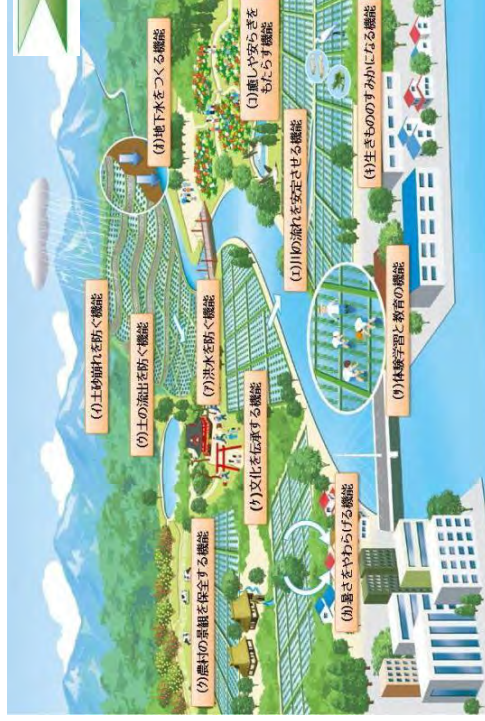 (ｲ)土砂崩れを防ぐ機能
(ｳ)土の流出を防ぐ機能
(ｵ)地下水をつくる機能
(ｸ)農村の景観を保全する機能
(ｱ)洪水を防ぐ機能
(ｹ)文化を伝承する機能
(ｺ)癒しや安らぎを
もたらす機能
(ｴ)川の流れを安定させる機能
(ｶ)暑さをやわらげる機能
(ｻ)体験学習と教育の機能
(ｷ)生きもののすみかになる機能